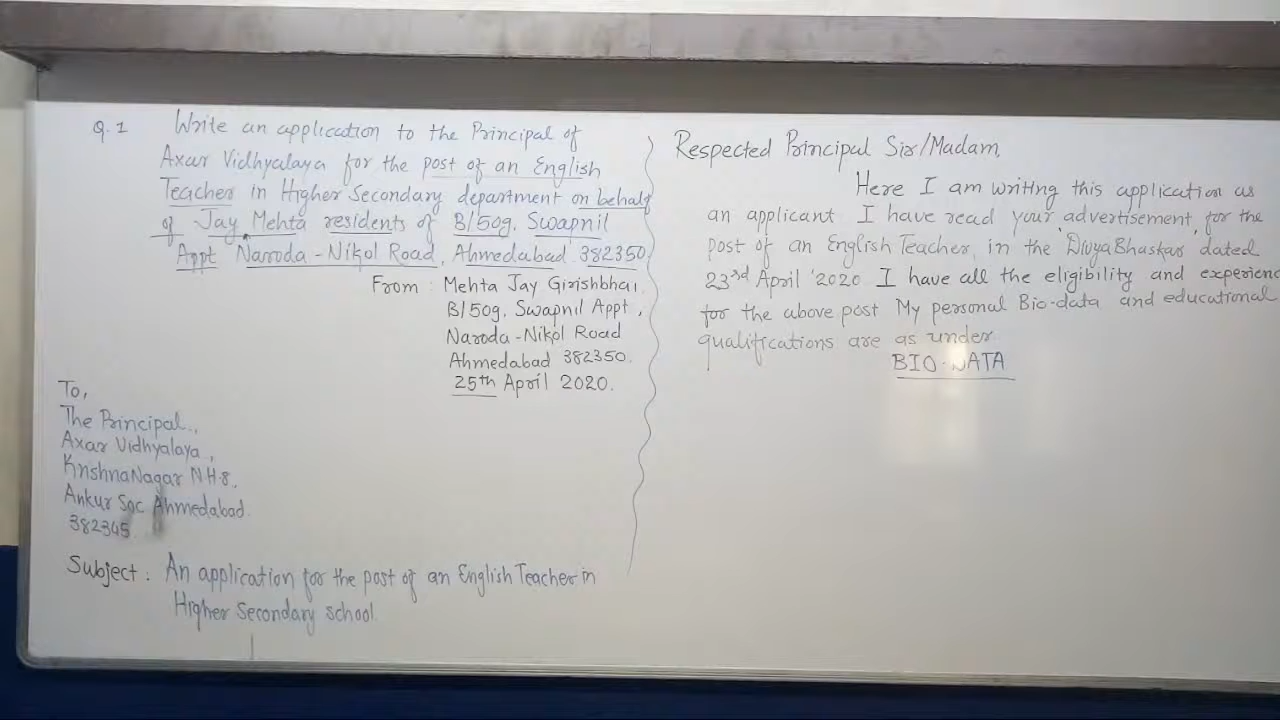 Q.1 Write an application to the Principal of
Axar Vidhyalaya for the post of an English
Teacher in Higher Secondary department on behalf
of Jay Mehta residents of B/509, Swapnil
Appt Naroda - Nikol Road, Ahmedabad 382350
From : Mehta Jay Girishbhai,
B/509, Swapnil Appt,
Naroda - Nikol Road
Ahmedabad 382350.
25th April 2020.
To,
The Principal.,
Axar Vidhyalaya,
KrishnaNagar N.H.8.,
Ankur Soc Ahmedabad.
382345
Subject : An application for the post of an English Teacher in
Higher Secondary school
Respected Principal Sir/Madam,
Here I am writing this application as
an applicant I have read your advertisement, for the
post of an English Teacher, in the DivyaBhaskar dated
23rd April '2020 I have all the eligibility and experienc
for the above post My personal Bio-data and educational
qualifications are as under
BIO-DATA